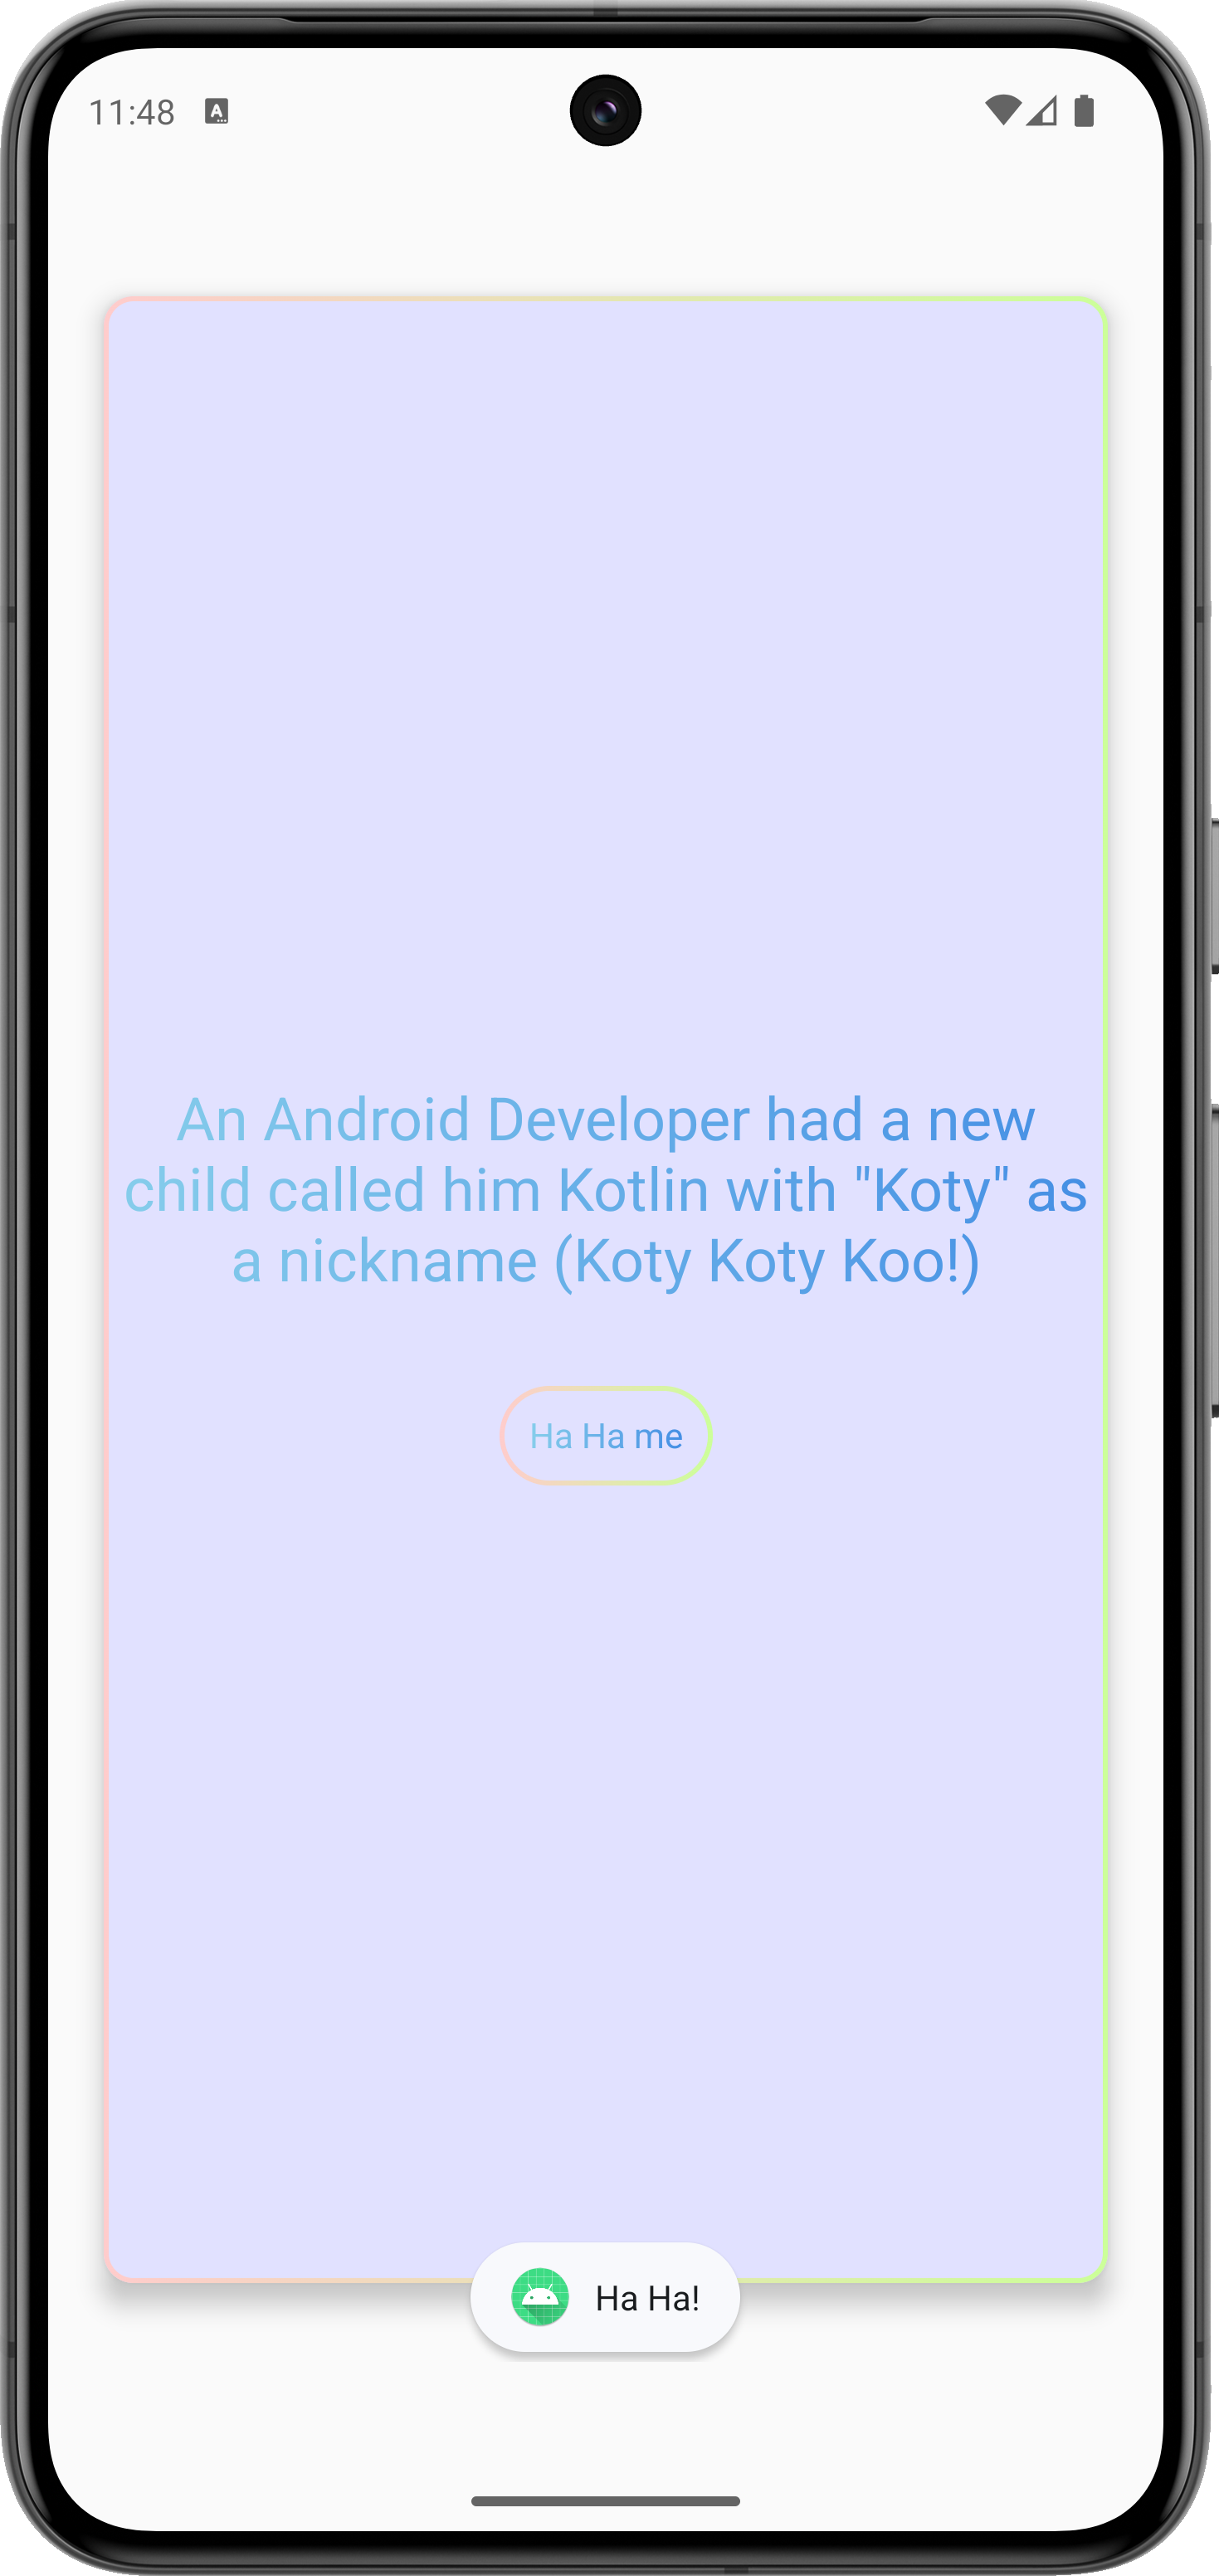 11:48
An Android Developer had a new
child called him Kotlin with "Koty" as
a nickname (Koty Koty Koo!)
Ha Ha me
Ha Ha!